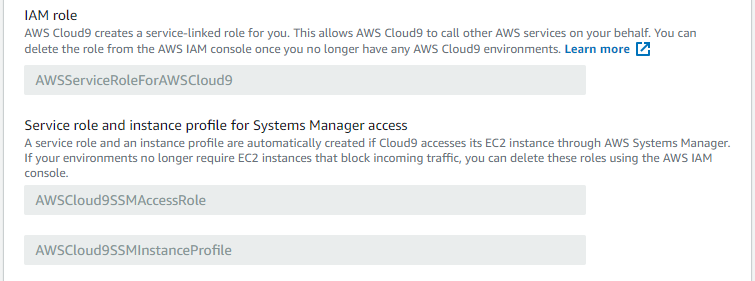 IAM role
AWS Cloud9 creates a service-linked role for you. This allows AWS Cloud9 to call other AWS services on your behalf. You can
delete the role from the AWS IAM console once you no longer have any AWS Cloud9 environments. Learn more
AWSServiceRoleForAWSCloud9
Service role and instance profile for Systems Manager access
A service role and an instance profile are automatically created if Cloud9 accesses its EC2 instance through AWS Systems Manager.
If your environments no longer require EC2 instances that block incoming traffic, you can delete these roles using the AWS IAM
console.
AWSCloud9SSMAccessRole
AWSCloud9SSMInstanceProfile